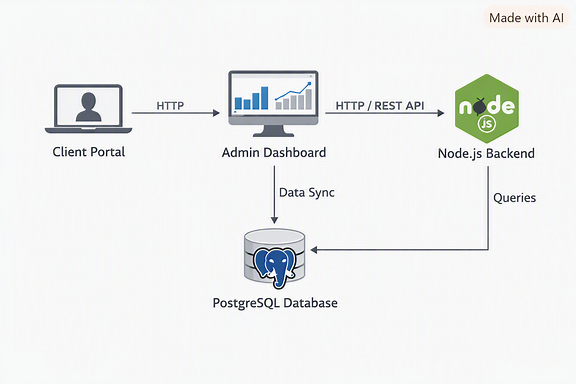 Made with AI
HTTP
HTTP / REST API
node
JS
Client Portal
Admin Dashboard
Node.js Backend
Data Sync
Queries
PostgreSQL Database